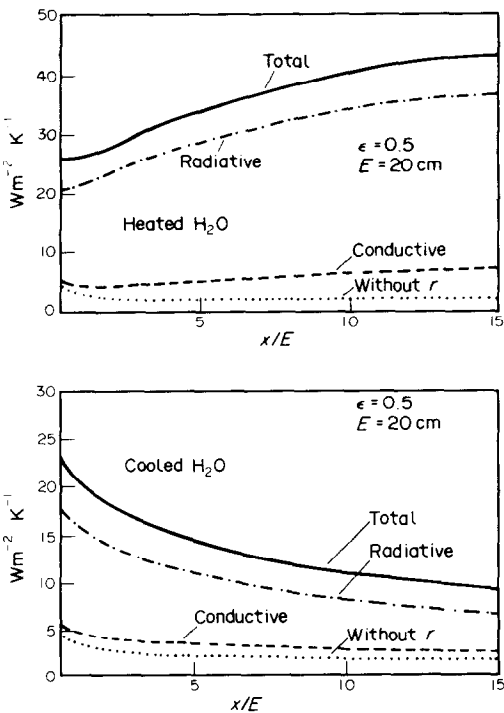 50
40
30
20
10
0
Wm⁻² K⁻¹
Total
Radiative
ϵ = 0.5
E = 20 cm
Heated H₂O
Conductive
Without r
5
10
15
x/E
30
25
20
15
10
5
0
Wm⁻² K⁻¹
ϵ = 0.5
E = 20 cm
Cooled H₂O
Total
Radiative
Conductive
Without r
5
10
15
x/E